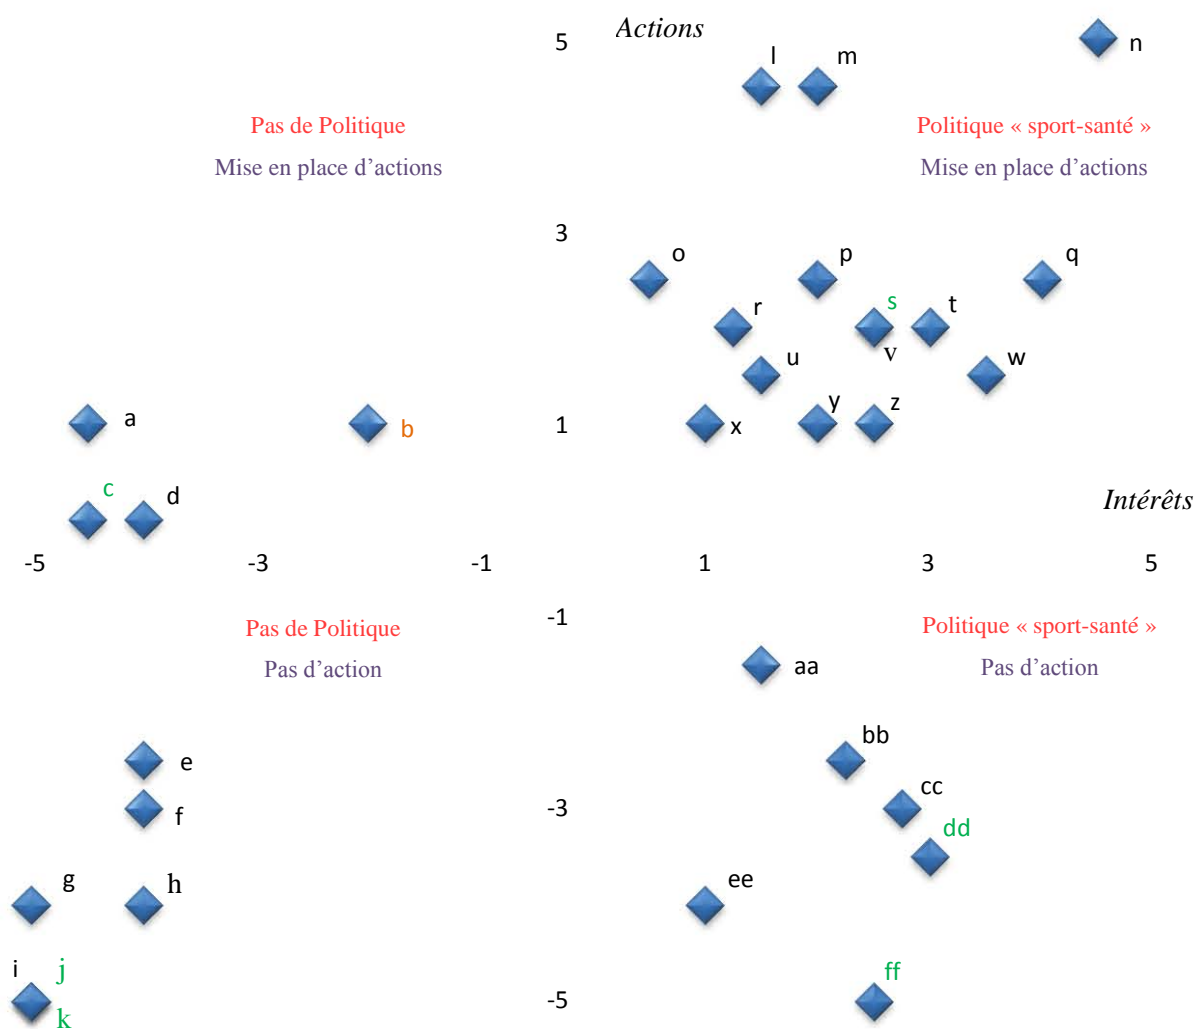 Actions
5
l
m
n
Pas de Politique
Politique « sport-santé »
Mise en place d’actions
Mise en place d’actions
3
o
p
q
r
s
t
v
u
w
a
b
1
x
y
z
c
d
Intérêts
-5
-3
-1
1
3
5
-1
Pas de Politique
Politique « sport-santé »
Pas d’action
aa
Pas d’action
e
bb
f
-3
cc
dd
g
h
ee
i
j
k
-5
ff